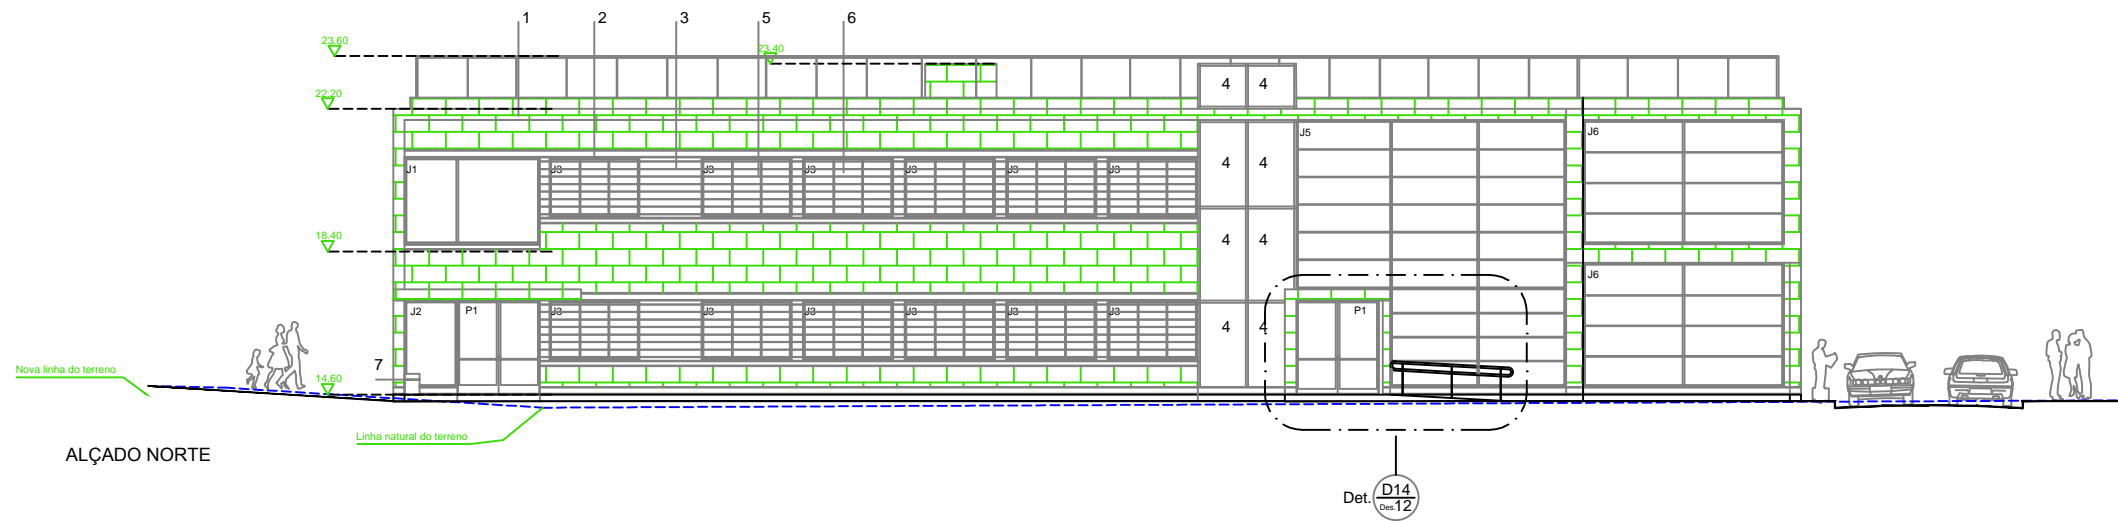 1 2 3 5 6
23.60
23.40
4 4
22.20
J5 J6
4 4
J1 J3 J3 J3 J3 J3 J3
18.40
4 4
J6
J2 P1 J3 J3 J3 J3 J3 J3 P1
4 4
7
Nova linha do terreno
14.60
Linha natural do terreno
ALÇADO NORTE
Det. D14
Des.12